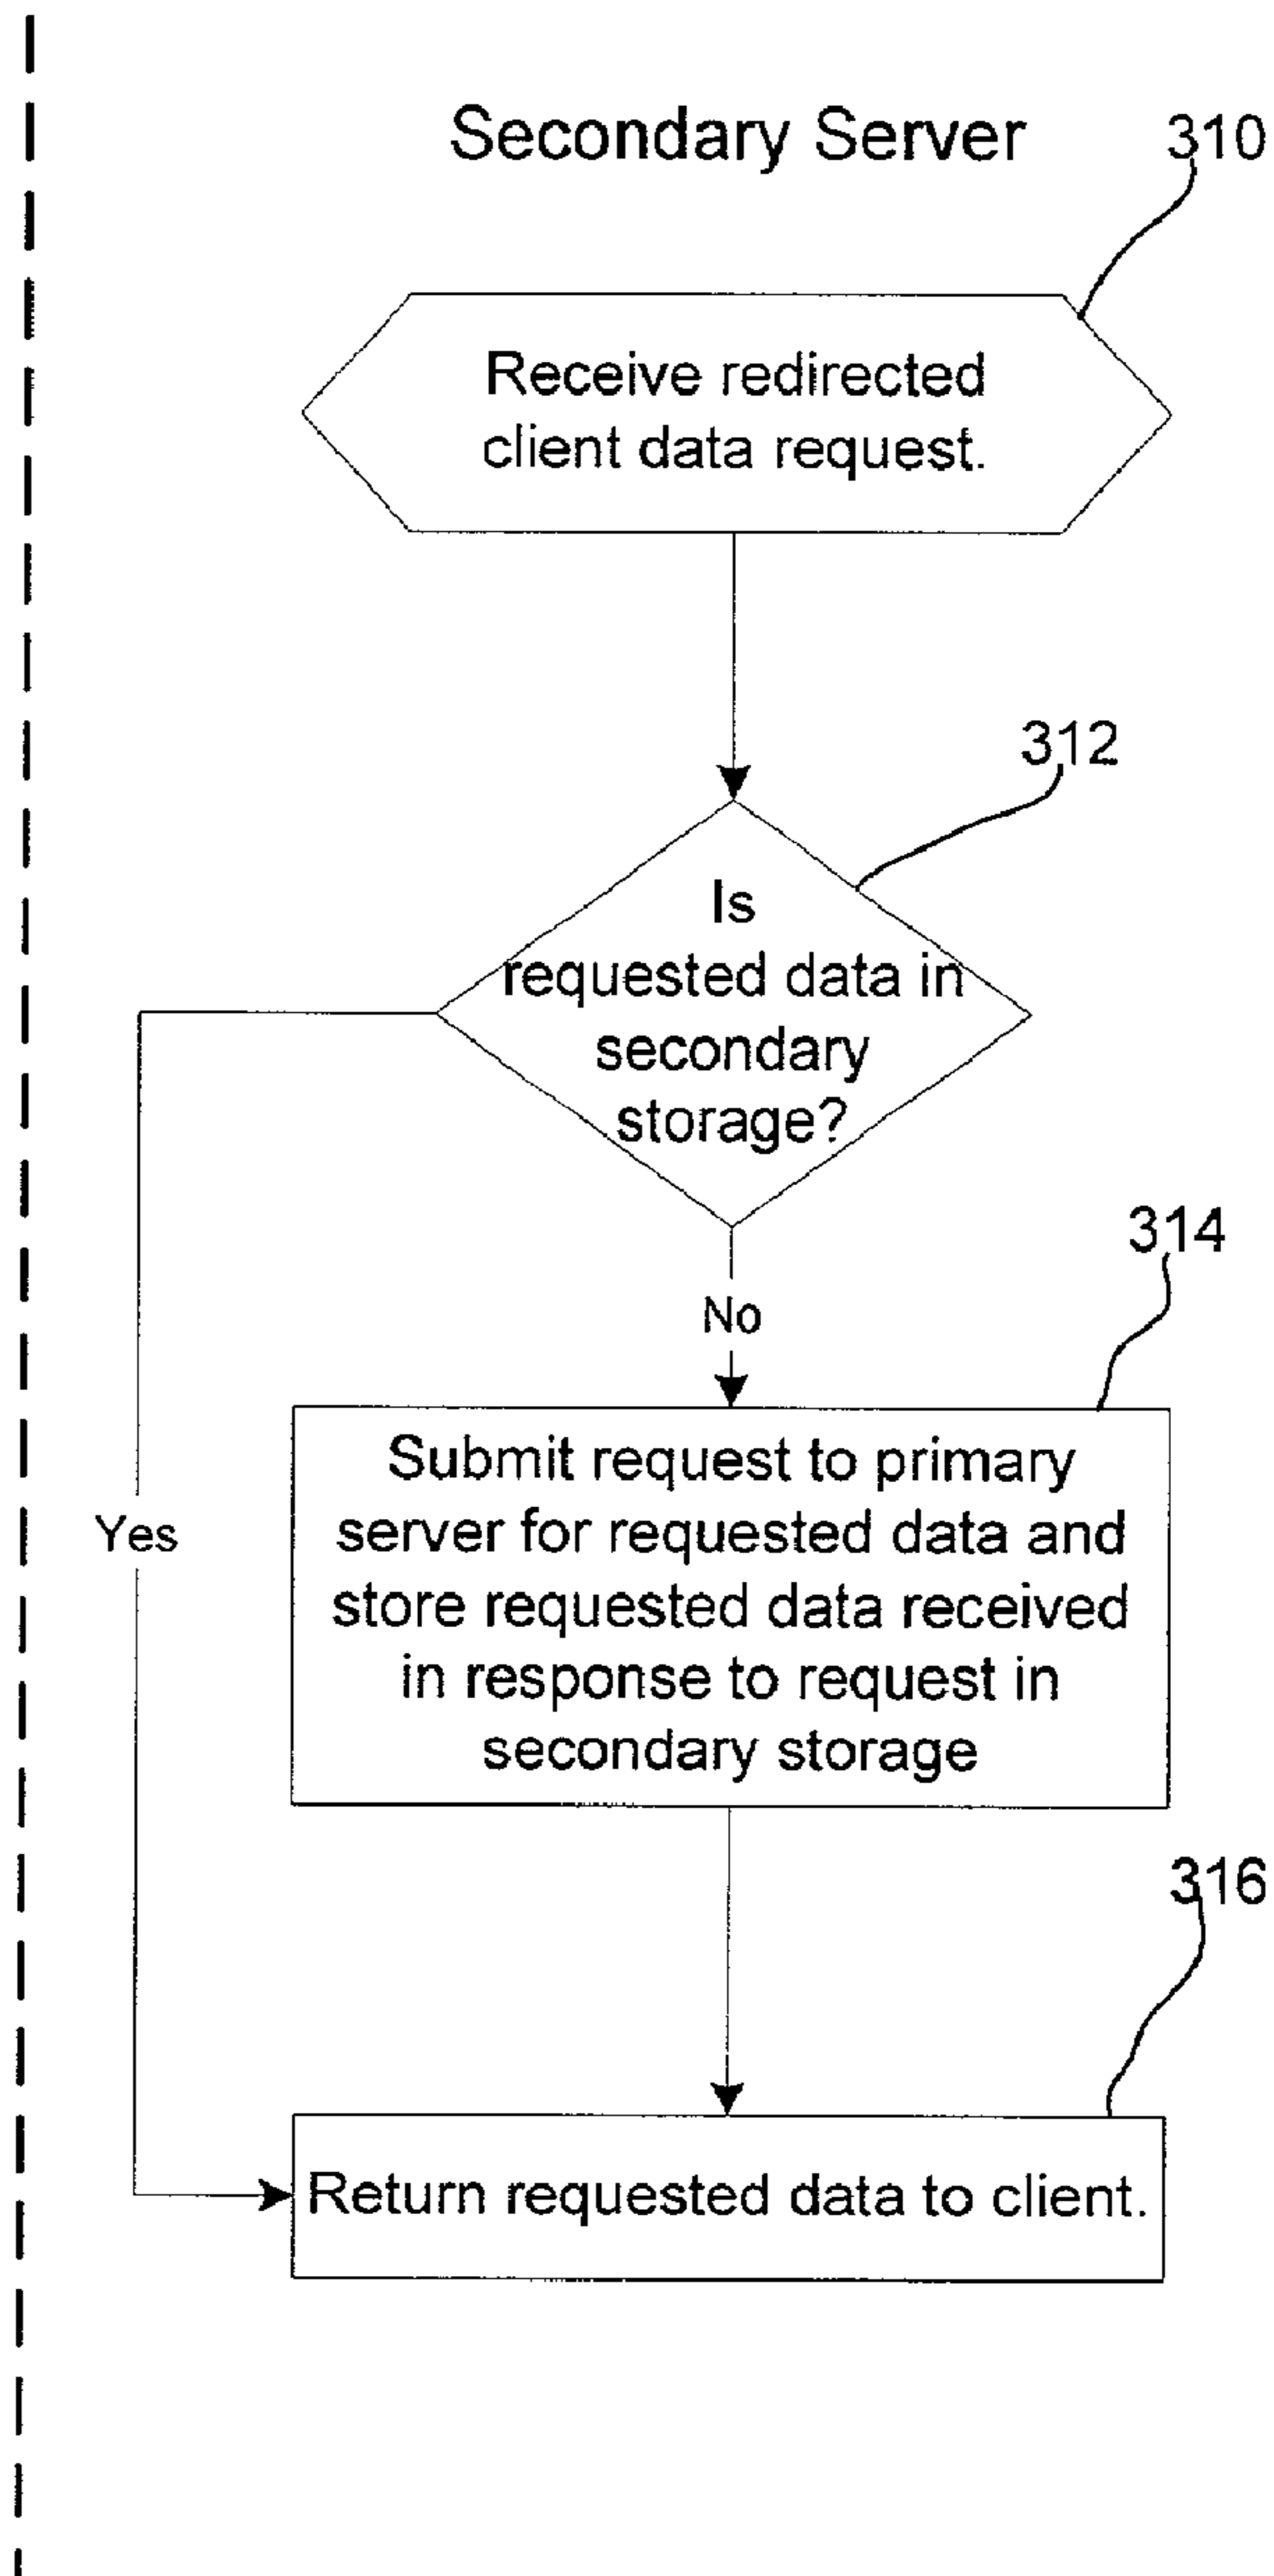 Secondary Server
310
Receive redirected
client data request.
312
Is
requested data in
secondary
storage?
314
No
Submit request to primary
server for requested data and
store requested data received
in response to request in
secondary storage
Yes
316
Return requested data to client.